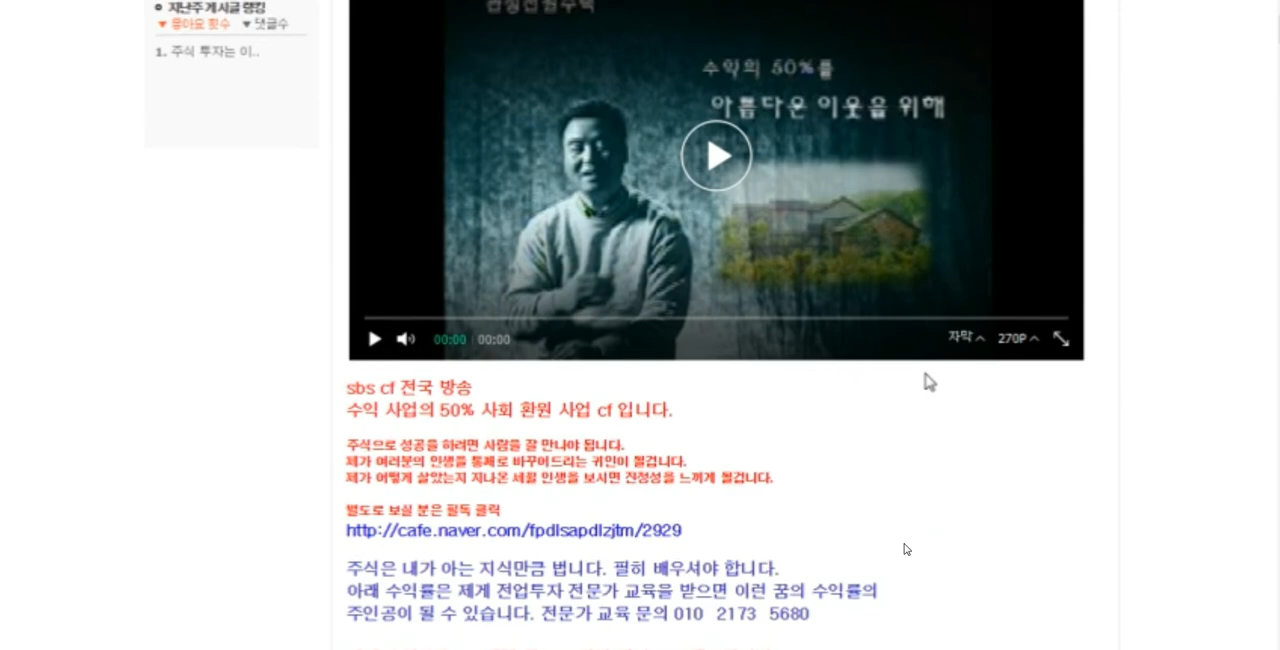 지난주 게시글 랭킹
▼ 좋아요 횟수 ▼ 댓글수
1. 주식 투자는 이..
관청전원주택
수익의 50%를
아름다운 이웃을 위해
00:00 00:00
자막 270P
sbs cf 전국 방송
수익 사업의 50% 사회 환원 사업 cf 입니다.
주식으로 성공을 하려면 사람을 잘 만나야 됩니다.
제가 여러분의 인생을 통째로 바꾸어드리는 귀인이 될겁니다.
제가 어떻게 살았는지 지나온 세월 인생을 보시면 진정성을 느끼게 될겁니다.
별도로 보실 분은 필독 클릭
http://cafe.naver.com/fpdlsapdlzjtm/2929
주식은 내가 아는 지식만큼 법니다. 필히 배우셔야 합니다.
아래 수익률은 제게 전업투자 전문가 교육을 받으면 이런 꿈의 수익률의
주인공이 될 수 있습니다. 전문가 교육 문의 010 2173 5680